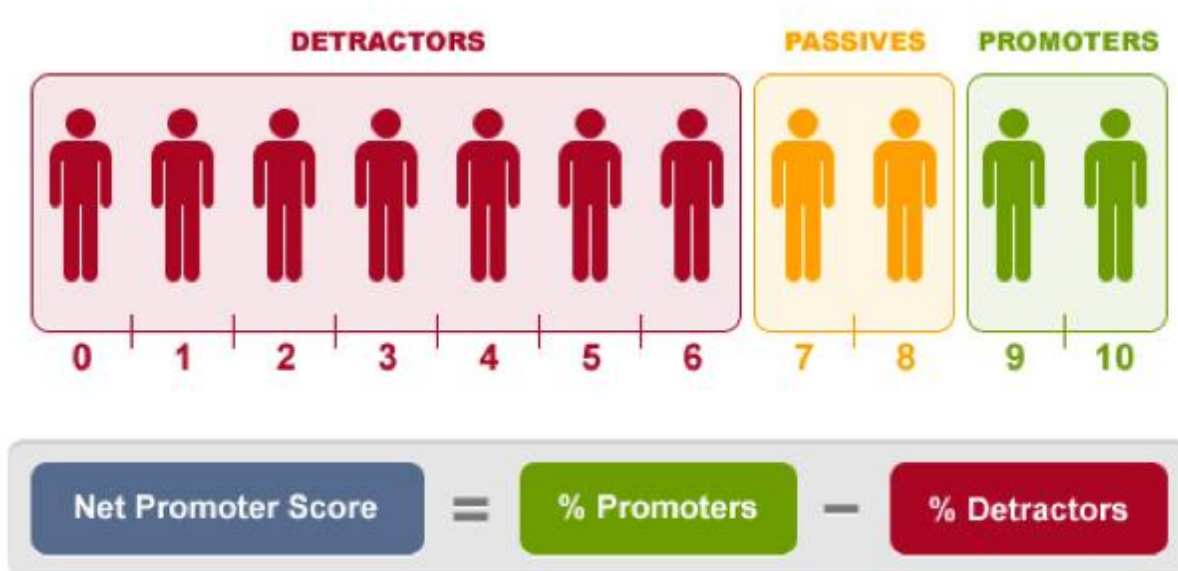 DETRACTORS PASSIVES PROMOTERS
0 1 2 3 4 5 6 7 8 9 10
Net Promoter Score = % Promoters − % Detractors